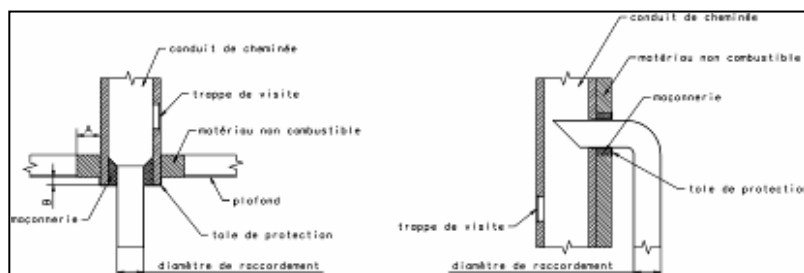 conduit de cheminée
trappe de visite
matériau non combustible
A
B
plafond
maçonnerie
tole de protection
diamètre de raccordement
conduit de cheminée
matériau non combustible
maçonnerie
tole de protection
trappe de visite
diamètre de raccordement